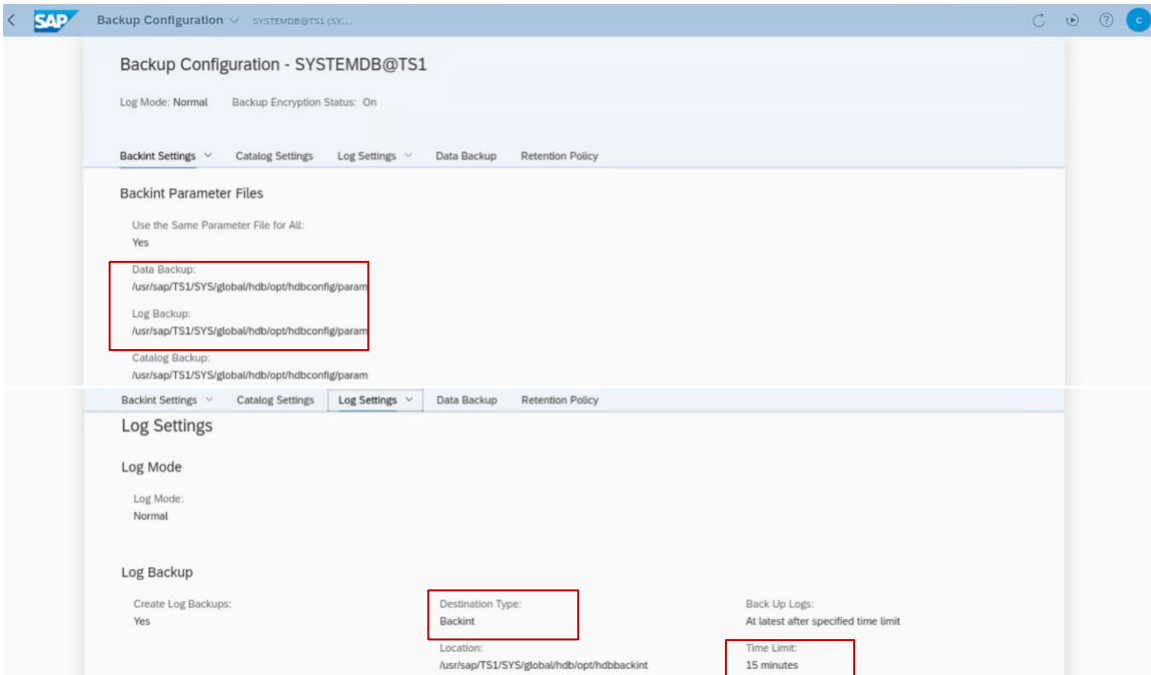 SAP Backup Configuration SYSTEMDB@TS1 (SY... C
Backup Configuration - SYSTEMDB@TS1
Log Mode: Normal Backup Encryption Status: On
Backint Settings Catalog Settings Log Settings Data Backup Retention Policy
Backint Parameter Files
Use the Same Parameter File for All:
Yes
Data Backup:
/usr/sap/TS1/SYS/global/hdb/opt/hdbconfig/param
Log Backup:
/usr/sap/TS1/SYS/global/hdb/opt/hdbconfig/param
Catalog Backup:
/usr/sap/TS1/SYS/global/hdb/opt/hdbconfig/param
Backint Settings Catalog Settings Log Settings Data Backup Retention Policy
Log Settings
Log Mode
Log Mode:
Normal
Log Backup
Create Log Backups: Destination Type: Back Up Logs:
Yes Backint At latest after specified time limit
Location: Time Limit:
/usr/sap/TS1/SYS/global/hdb/opt/hdbbackint 15 minutes